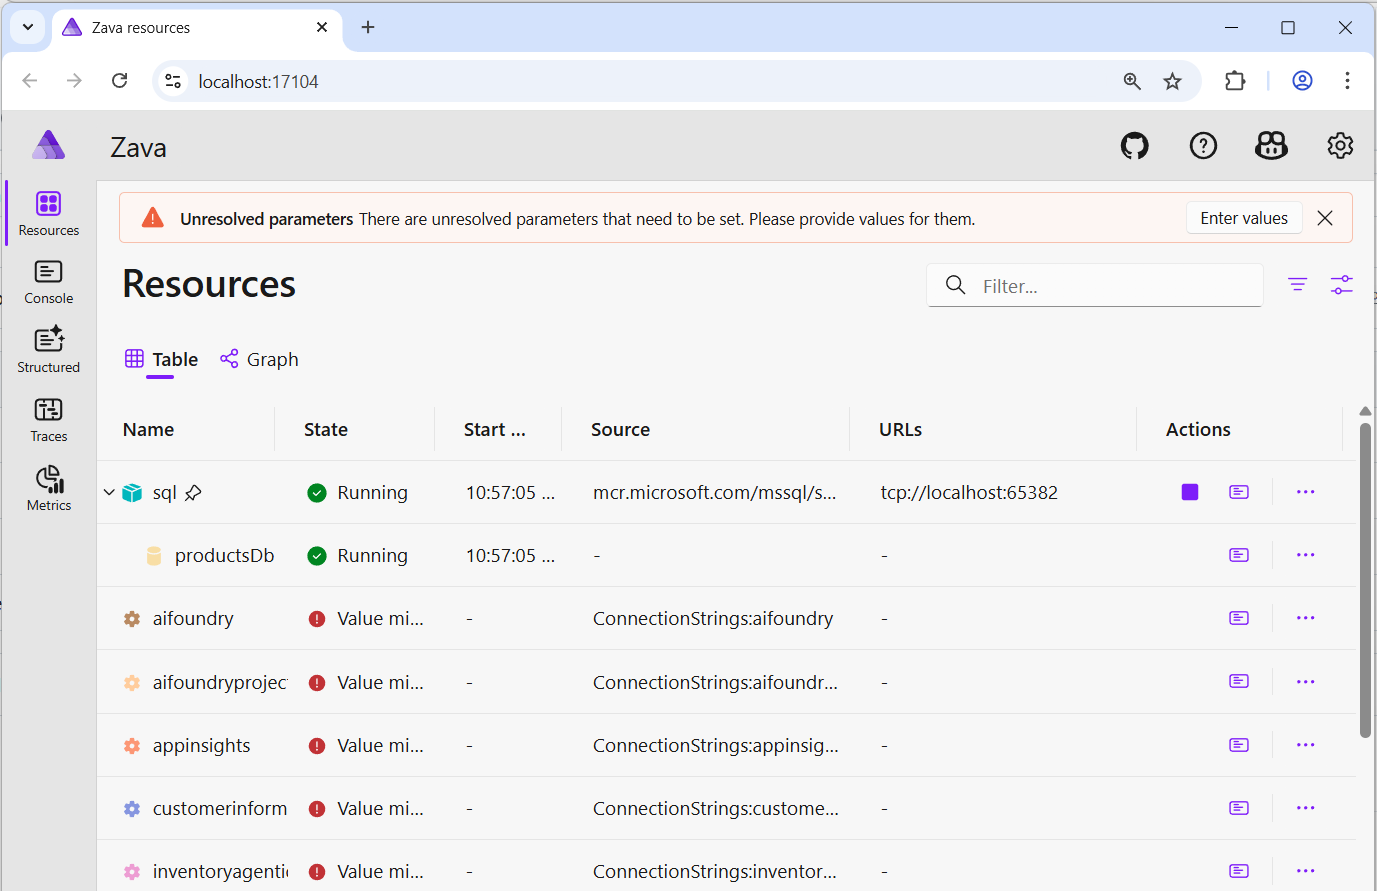 Zava resources
localhost:17104
Zava
Unresolved parameters There are unresolved parameters that need to be set. Please provide values for them.
Enter values
Resources
Console
Structured
Traces
Metrics
Resources
Filter...
Table
Graph
Name State Start ... Source URLs Actions
sql Running 10:57:05 ... mcr.microsoft.com/mssql/s... tcp://localhost:65382
productsDb Running 10:57:05 ... - -
aifoundry Value mi... - ConnectionStrings:aifoundry -
aifoundryprojec Value mi... - ConnectionStrings:aifoundr... -
appinsights Value mi... - ConnectionStrings:appinsig... -
customerinform Value mi... - ConnectionStrings:custome... -
inventoryagenti Value mi... - ConnectionStrings:inventor... -